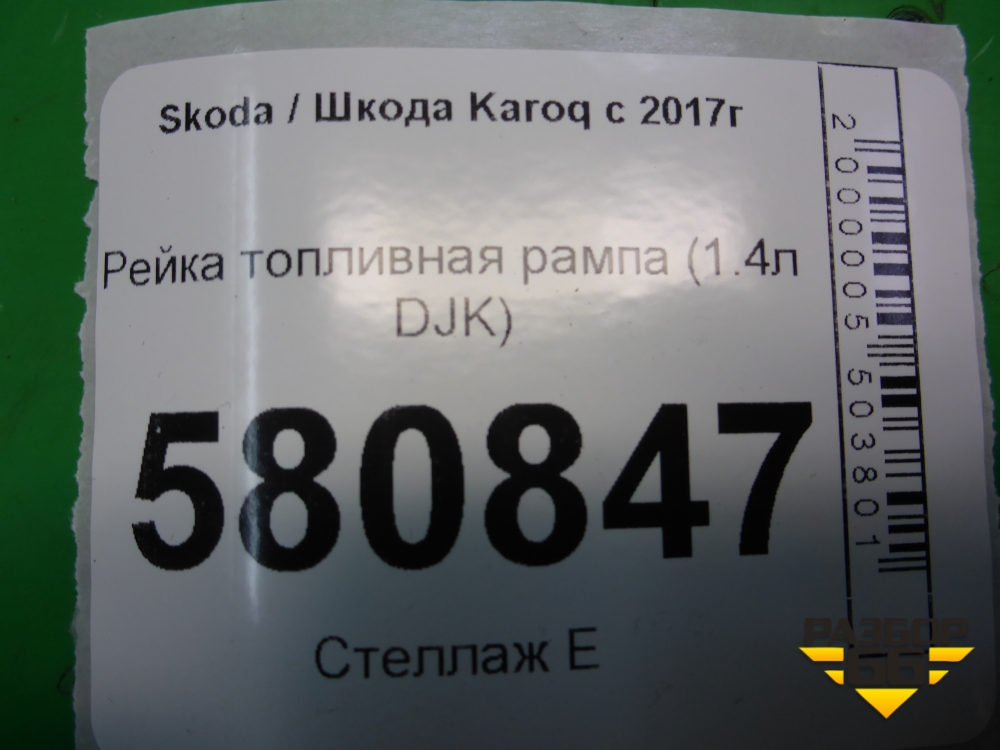 Skoda / Шкода Karoq с 2017г
Рейка топливная рампа (1.4л
DJK)
580847
Стеллаж Е
2000005503801
РАЗБОР
66